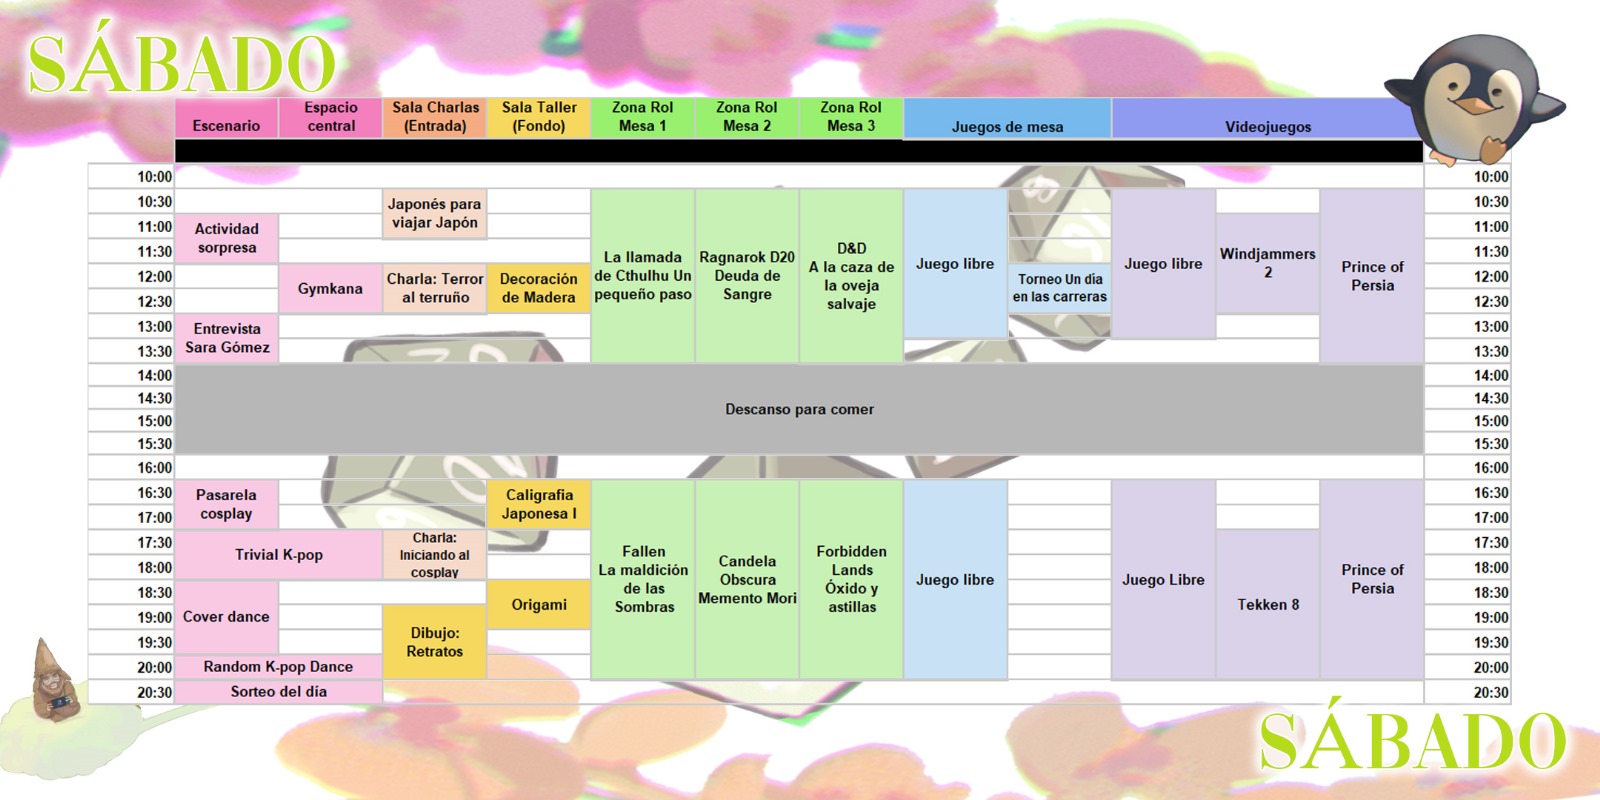 SÁBADO
Escenario
Espacio
central
Sala Charlas
(Entrada)
Sala Taller
(Fondo)
Zona Rol
Mesa 1
Zona Rol
Mesa 2
Zona Rol
Mesa 3
Juegos de mesa
Videojuegos
10:00
10:00
10:30
Japonés para
viajar Japón
10:30
11:00
Actividad
sorpresa
11:00
11:30
La llamada
de Cthulhu Un
pequeño paso
Ragnarok D20
Deuda de
Sangre
D&D
A la caza de
la oveja
salvaje
Juego libre
Juego libre
Windjammers
2
Prince of
Persia
11:30
12:00
Gymkana
Charla: Terror
al terruño
Decoración
de Madera
Torneo Un día
en las carreras
12:00
12:30
12:30
13:00
Entrevista
Sara Gómez
13:00
13:30
13:30
14:00
14:00
14:30
Descanso para comer
14:30
15:00
15:00
15:30
15:30
16:00
16:00
16:30
Pasarela
cosplay
Caligrafia
Japonesa I
16:30
17:00
17:00
17:30
Trivial K-pop
Charla:
Iniciando al
cosplay
17:30
18:00
Fallen
La maldición
de las
Sombras
Candela
Obscura
Memento Mori
Forbidden
Lands
Óxido y
astillas
Juego libre
Juego Libre
Prince of
Persia
18:00
18:30
Cover dance
Origami
18:30
19:00
Dibujo:
Retratos
Tekken 8
19:00
19:30
19:30
20:00
Random K-pop Dance
20:00
20:30
Sorteo del día
20:30
SÁBADO